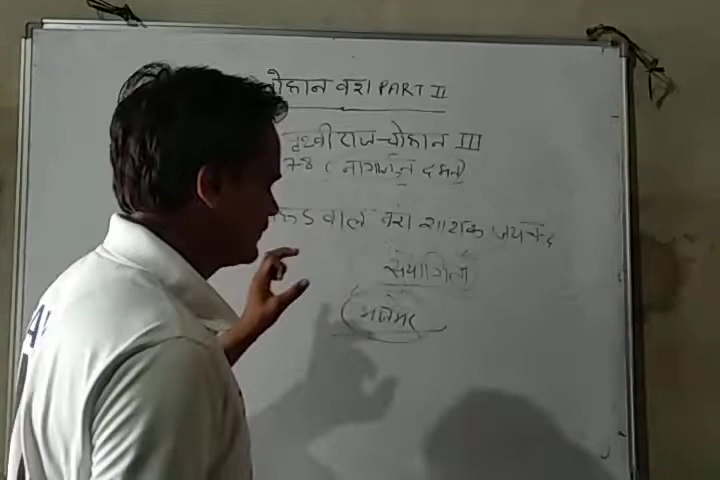 चौहान वंश PART II
पृथ्वीराज चौहान III
78 ( नागार्जुन दमन)
वाल वंश शासक जयचंद
संयोगिता
(अजमेर